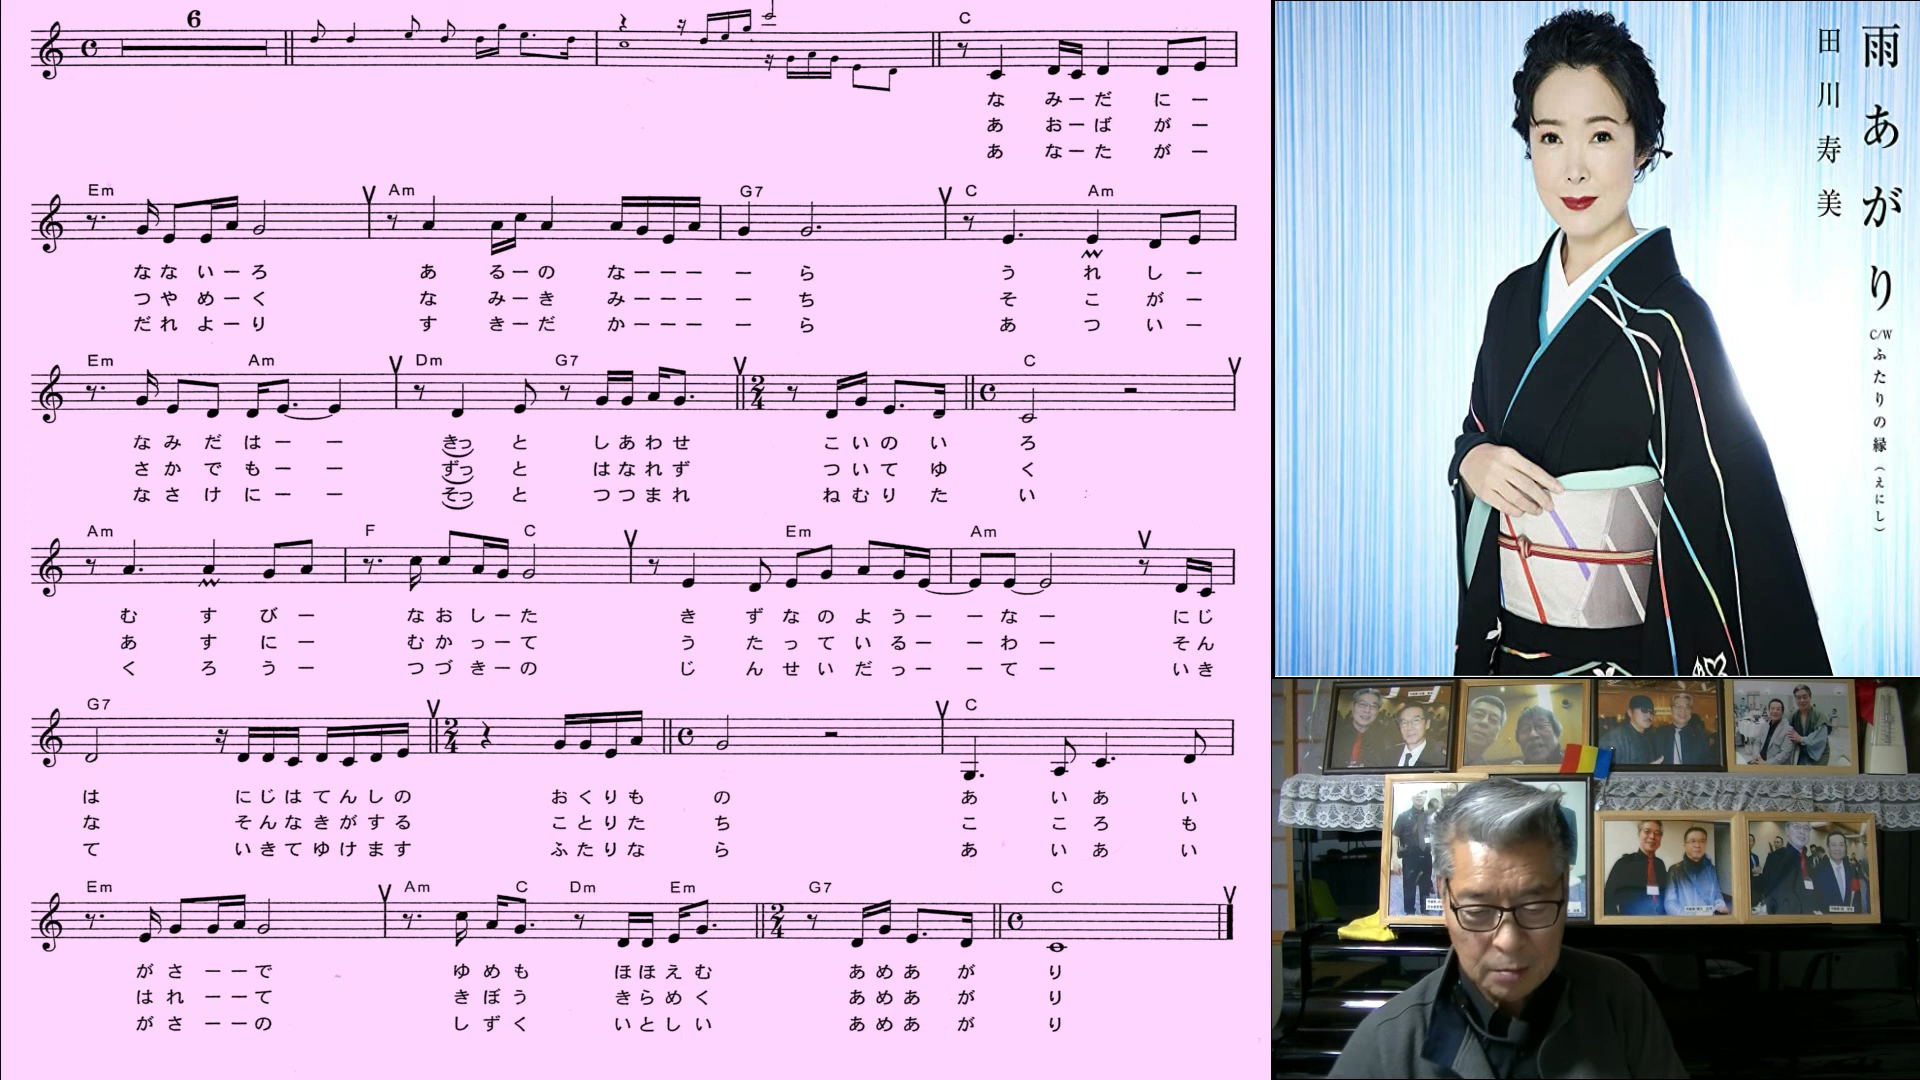 6
C
な み ー だ に ー
あ お ー ば が ー
あ な ー た が ー
Em Am G7 C Am
な な い ー ろ あ る ー の な ー ー ー ー ら う れ し ー
つ や め ー く な み ー き み ー ー ー ー ち そ こ が ー
だ れ よ ー り す き ー だ か ー ー ー ー ら あ つ い ー
Em Am Dm G7 2/4 C
な み だ は ー ー きっ と し あ わ せ こ い の い ろ
さ か で も ー ー ずっ と は な れ ず つ い て ゆ く
な さ け に ー ー そっ と つ つ ま れ ね む り た い
Am F C Em Am
む す び ー な お し ー た き ず な の よ う ー ー な ー に じ
あ す に ー む か っ ー て う た っ て い る ー ー わ ー そ ん
く ろ う ー つ づ き ー の じ ん せ い だ っ ー ー て ー い き
G7 2/4 C
は に じ は て ん し の お く り も の あ い あ い
な そ ん な き が す る こ と り た ち こ こ ろ も
て い き て ゆ け ま す ふ た り な ら あ い あ い
Em Am C Dm Em 2/4 G7 C
が さ ー ー で ゆ め も ほ ほ え む あ め あ が り
は れ ー ー て き ぼ う き ら め く あ め あ が り
が さ ー ー の し ず く い と し い あ め あ が り
雨あがり
C/W ふたりの縁（えにし）
田川寿美